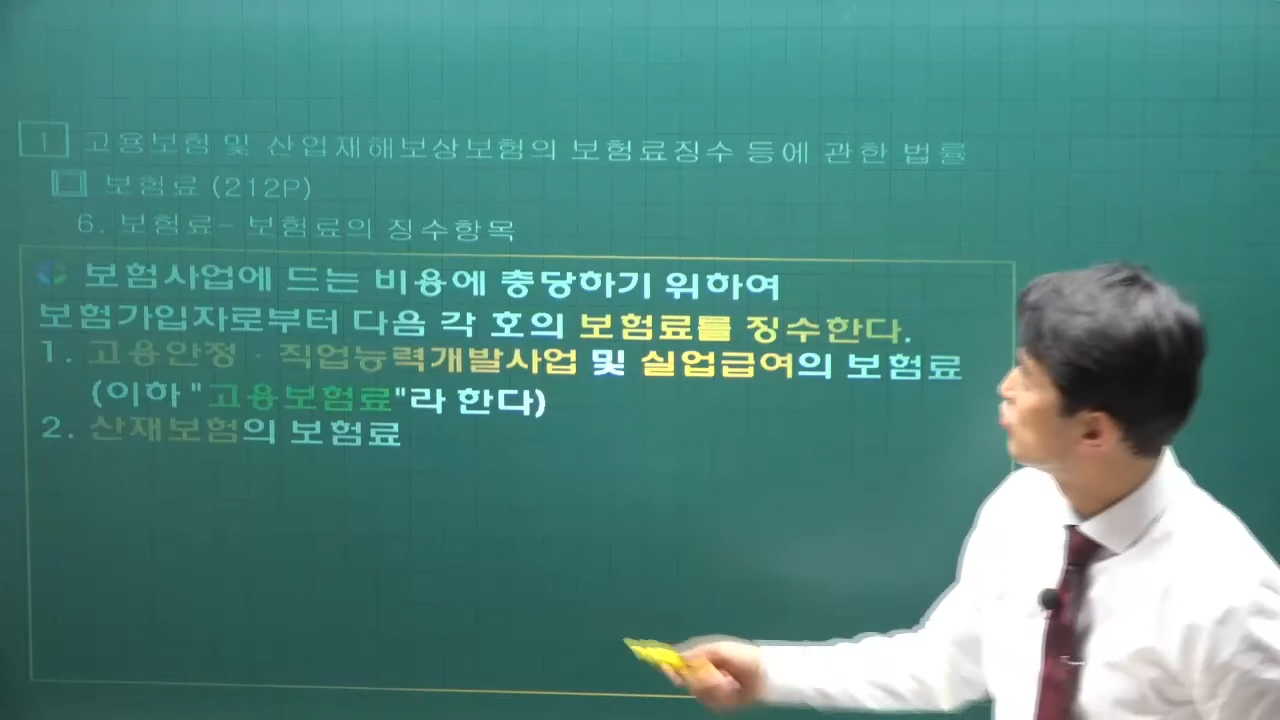 1 고용보험 및 산업재해보상보험의 보험료징수 등에 관한 법률
보험료 (212P)
6. 보험료- 보험료의 징수항목
보험사업에 드는 비용에 충당하기 위하여
보험가입자로부터 다음 각 호의 보험료를 징수한다.
1. 고용안정 · 직업능력개발사업 및 실업급여의 보험료
(이하 "고용보험료"라 한다)
2. 산재보험의 보험료